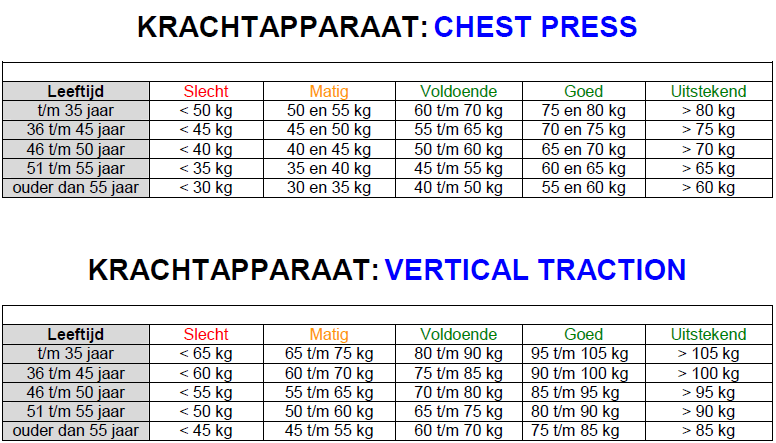 KRACHTAPPARAAT: CHEST PRESS
Leeftijd Slecht Matig Voldoende Goed Uitstekend
t/m 35 jaar < 50 kg 50 en 55 kg 60 t/m 70 kg 75 en 80 kg > 80 kg
36 t/m 45 jaar < 45 kg 45 en 50 kg 55 t/m 65 kg 70 en 75 kg > 75 kg
46 t/m 50 jaar < 40 kg 40 en 45 kg 50 t/m 60 kg 65 en 70 kg > 70 kg
51 t/m 55 jaar < 35 kg 35 en 40 kg 45 t/m 55 kg 60 en 65 kg > 65 kg
ouder dan 55 jaar < 30 kg 30 en 35 kg 40 t/m 50 kg 55 en 60 kg > 60 kg
KRACHTAPPARAAT: VERTICAL TRACTION
Leeftijd Slecht Matig Voldoende Goed Uitstekend
t/m 35 jaar < 65 kg 65 t/m 75 kg 80 t/m 90 kg 95 t/m 105 kg > 105 kg
36 t/m 45 jaar < 60 kg 60 t/m 70 kg 75 t/m 85 kg 90 t/m 100 kg > 100 kg
46 t/m 50 jaar < 55 kg 55 t/m 65 kg 70 t/m 80 kg 85 t/m 95 kg > 95 kg
51 t/m 55 jaar < 50 kg 50 t/m 60 kg 65 t/m 75 kg 80 t/m 90 kg > 90 kg
ouder dan 55 jaar < 45 kg 45 t/m 55 kg 60 t/m 70 kg 75 t/m 85 kg > 85 kg